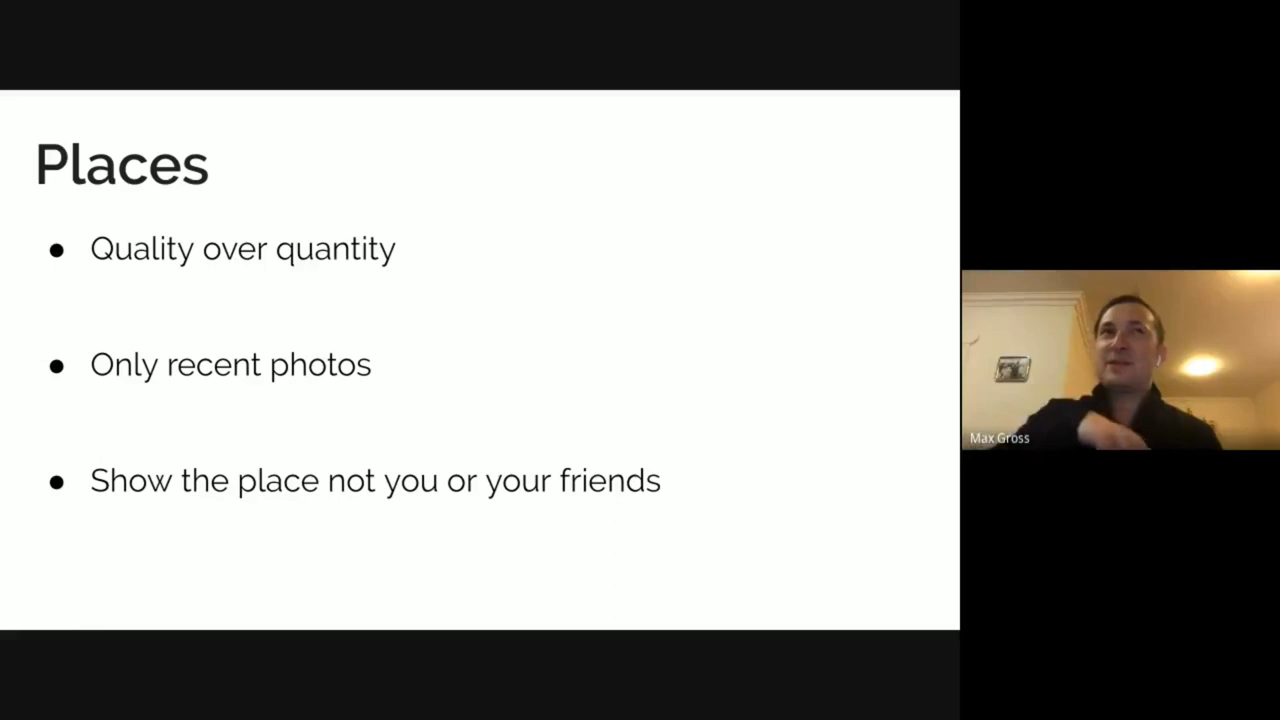 Places
● Quality over quantity
● Only recent photos
● Show the place not you or your friends
Max Gross